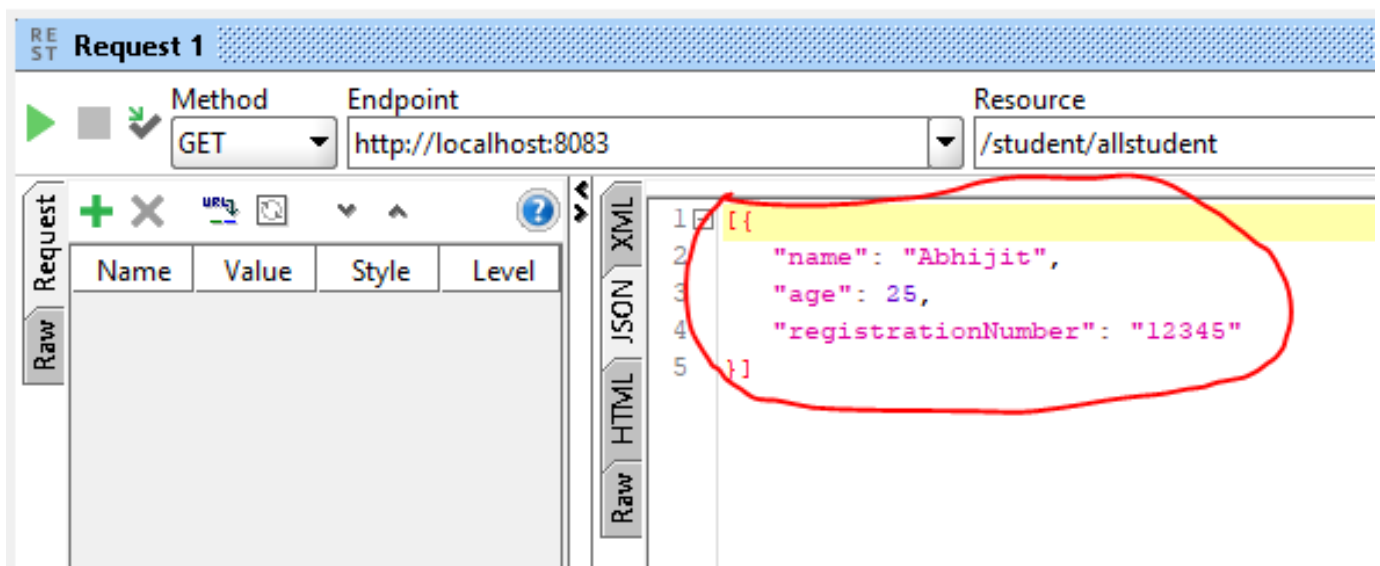 RE
ST
Request 1
Method Endpoint Resource
GET http://localhost:8083 /student/allstudent
Request
Raw
URL
?
Name Value Style Level
XML
JSON
HTML
Raw
1 [{
2 "name": "Abhijit",
3 "age": 25,
4 "registrationNumber": "12345"
5 }]